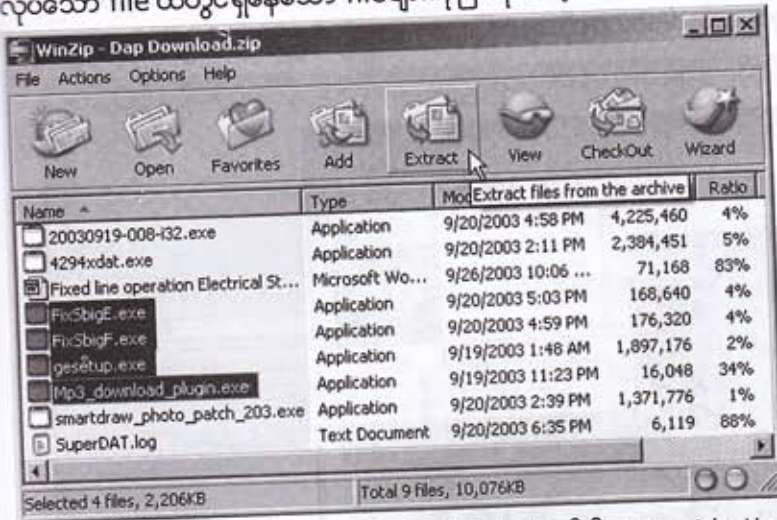 WinZip - Dap Download.zip
File Actions Options Help
New Open Favorites Add Extract View CheckOut Wizard
Name Type Mo Extract files from the archive Ratio
20030919-008-i32.exe Application 9/20/2003 4:58 PM 4,225,460 4%
4294xdat.exe Application 9/20/2003 2:11 PM 2,384,451 5%
Fixed line operation Electrical St... Microsoft Wo... 9/26/2003 10:06 ... 71,168 83%
FixSbigE.exe Application 9/20/2003 5:03 PM 168,640 4%
FixSbigF.exe Application 9/20/2003 4:59 PM 176,320 4%
gesetup.exe Application 9/19/2003 1:48 AM 1,897,176 2%
Mp3_download_plugin.exe Application 9/19/2003 11:23 PM 16,048 34%
smartdraw_photo_patch_203.exe Application 9/20/2003 2:39 PM 1,371,776 1%
SuperDAT.log Text Document 9/20/2003 6:35 PM 6,119 88%
Selected 4 files, 2,206KB Total 9 files, 10,076KB